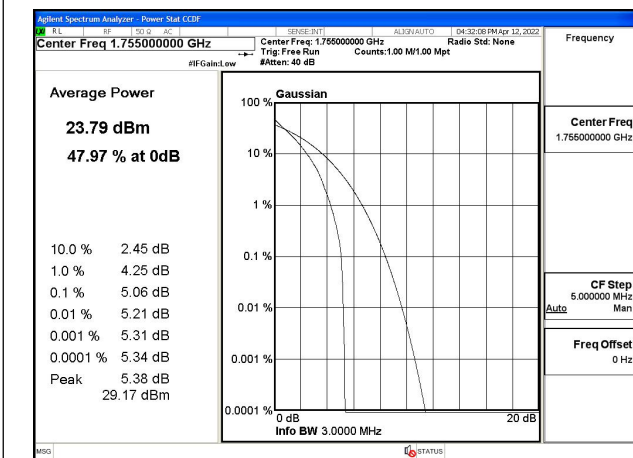 Agilent Spectrum Analyzer - Power Stat CCDF
RL RF 50 Ω AC SENSE:INT ALIGN AUTO 04:32:08 PM Apr 12, 2022
Center Freq 1.755000000 GHz
Center Freq: 1.755000000 GHz Radio Std: None
Trig: Free Run Counts:1.00 M/1.00 Mpt
#IFGain:Low #Atten: 40 dB
Frequency
Average Power
23.79 dBm
47.97 % at 0dB
10.0 % 2.45 dB
1.0 % 4.25 dB
0.1 % 5.06 dB
0.01 % 5.21 dB
0.001 % 5.31 dB
0.0001 % 5.34 dB
Peak 5.38 dB
29.17 dBm
Gaussian
100 %
10 %
1 %
0.1 %
0.01 %
0.001 %
0.0001 %
0 dB 20 dB
Info BW 3.0000 MHz
Center Freq
1.755000000 GHz
CF Step
5.000000 MHz
Auto Man
Freq Offset
0 Hz
MSG STATUS